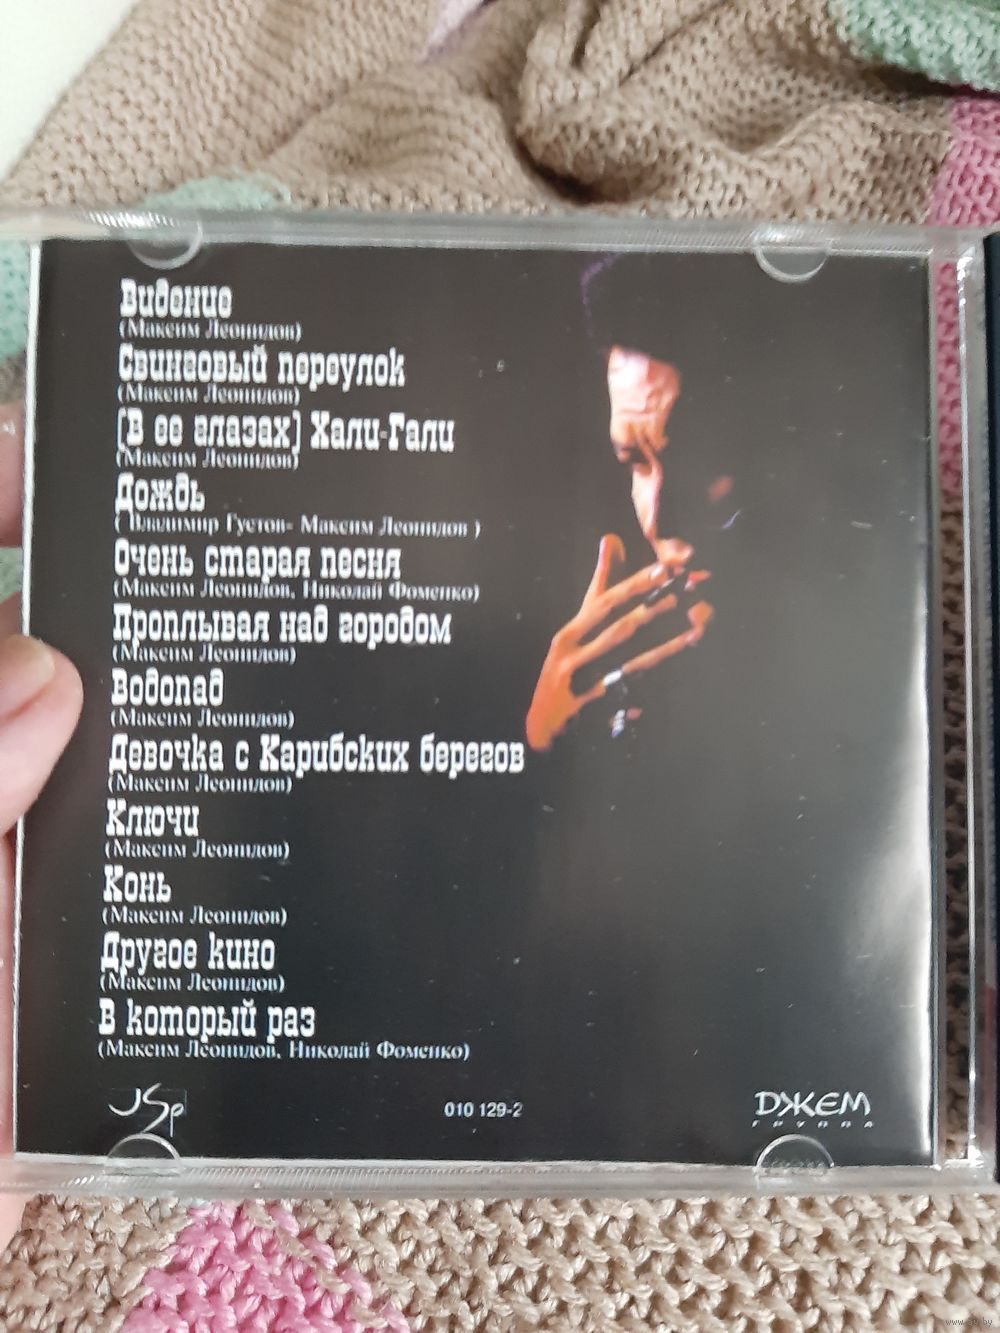 Видение
(Максим Леонидов)
Свинговый переулок
(Максим Леонидов)
(В ее глазах) Хали-Гали
(Максим Леонидов)
Дождь
( Владимир Густов- Максим Леонидов )
Очень старая песня
(Максим Леонидов, Николай Фоменко)
Проплывая над городом
(Максим Леонидов)
Водопад
(Максим Леонидов)
Девочка с Карибских берегов
(Максим Леонидов)
Ключи
(Максим Леонидов)
Конь
(Максим Леонидов)
Другое кино
(Максим Леонидов)
В который раз
(Максим Леонидов, Николай Фоменко)
JSP
010 129-2
ДЖЕМ
группа